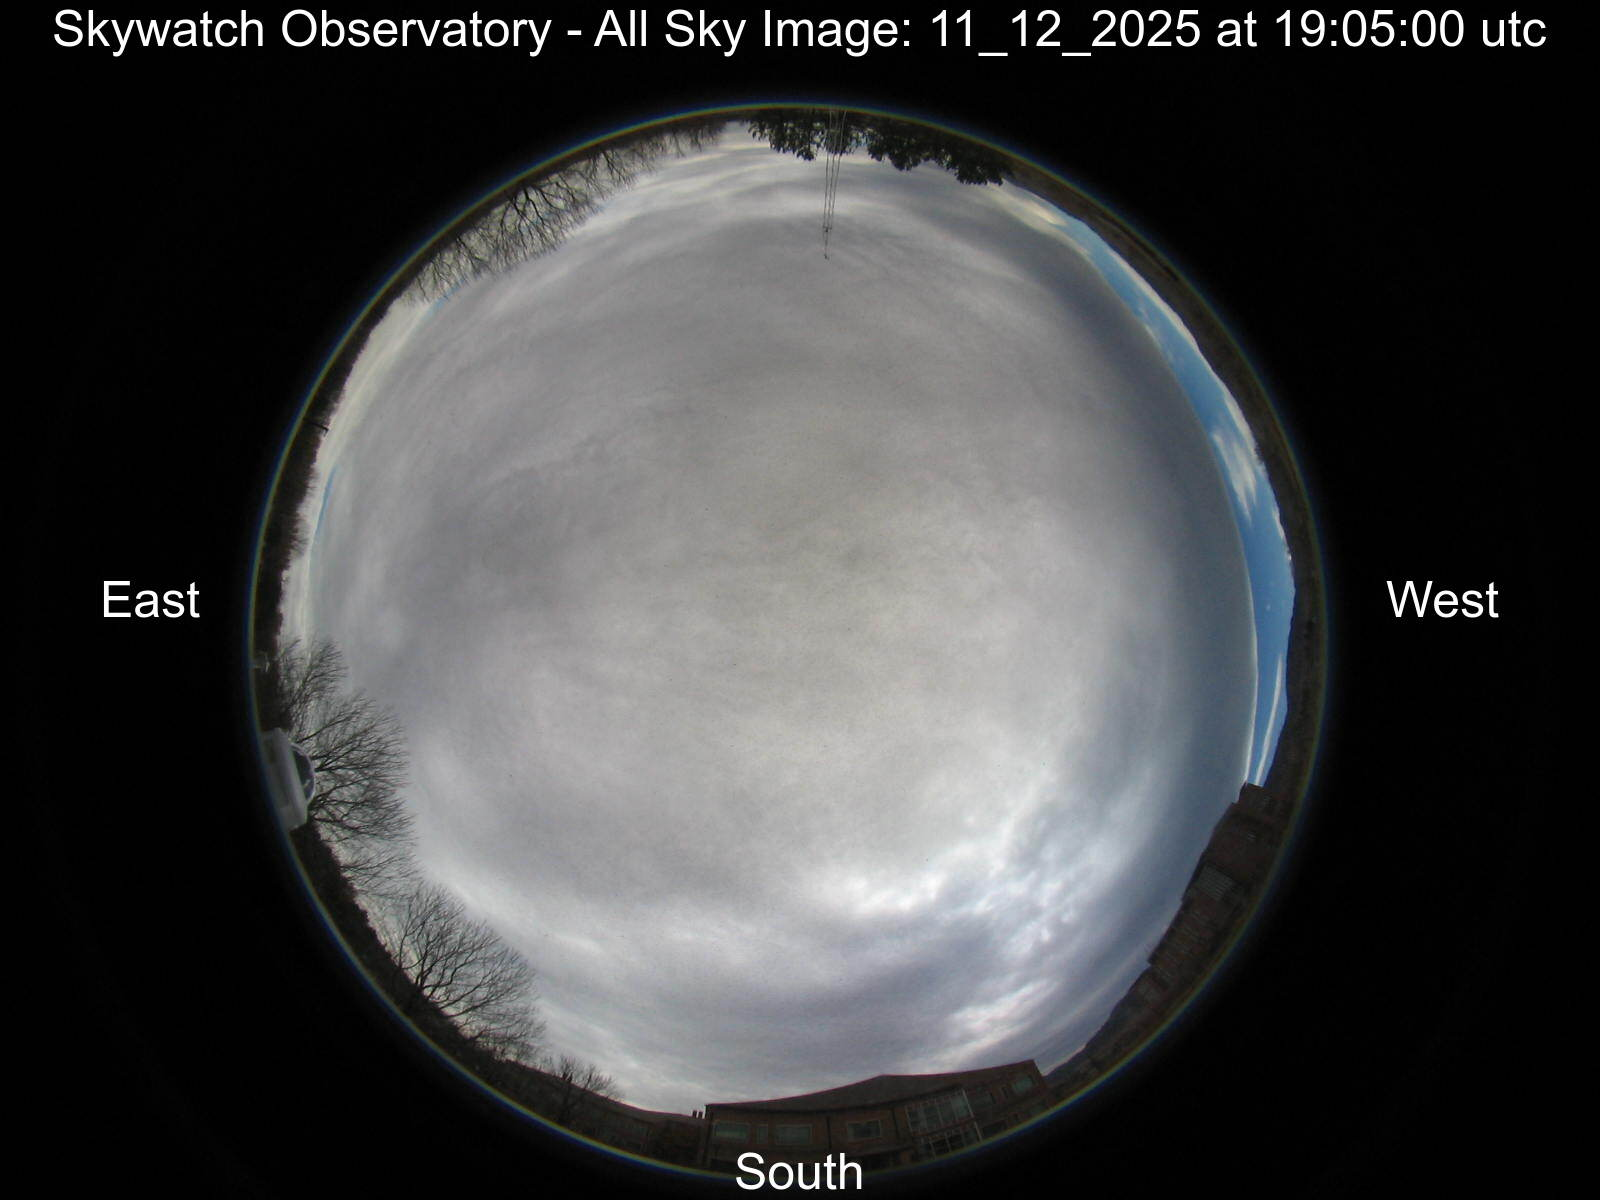 Skywatch Observatory - All Sky Image: 11_12_2025 at 19:05:00 utc
East
West
South